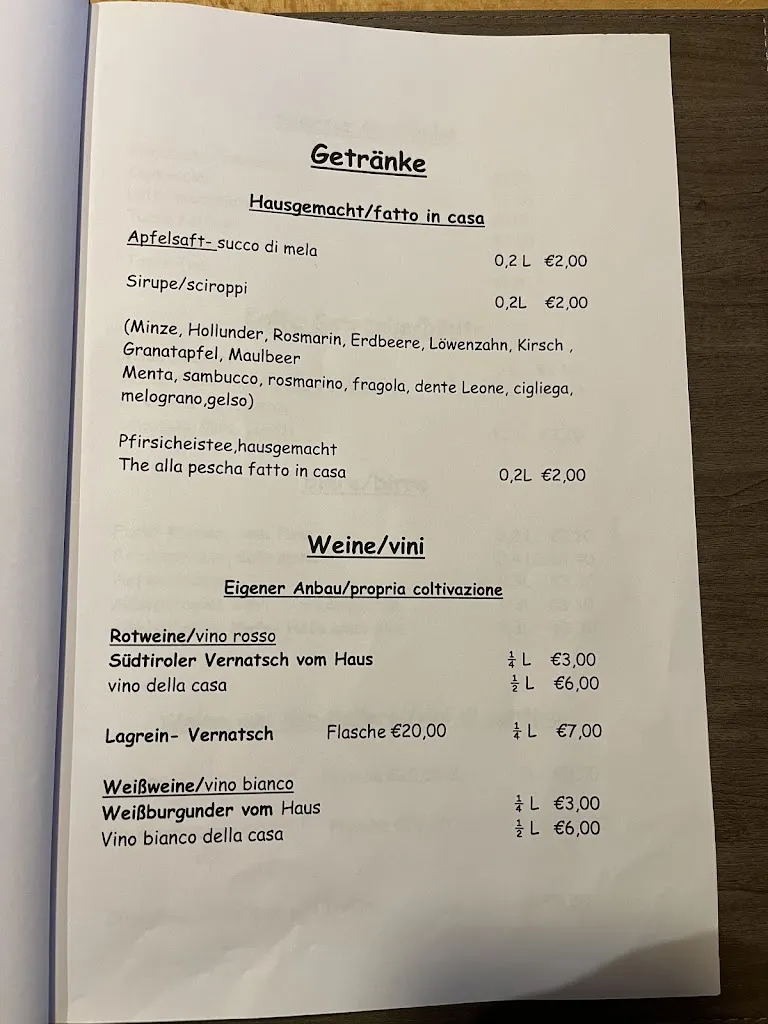 Getränke
Hausgemacht/fatto in casa
Apfelsaft- succo di mela 0,2 L €2,00
Sirupe/sciroppi 0,2L €2,00
(Minze, Hollunder, Rosmarin, Erdbeere, Löwenzahn, Kirsch ,
Granatapfel, Maulbeer
Menta, sambucco, rosmarino, fragola, dente Leone, cigliega,
melograno,gelso)
Pfirsicheistee,hausgemacht
The alla pescha fatto in casa 0,2L €2,00
Weine/vini
Eigener Anbau/propria coltivazione
Rotweine/vino rosso
Südtiroler Vernatsch vom Haus ¼ L €3,00
vino della casa ½ L €6,00
Lagrein- Vernatsch Flasche €20,00 ¼ L €7,00
Weißweine/vino bianco
Weißburgunder vom Haus ¼ L €3,00
Vino bianco della casa ½ L €6,00